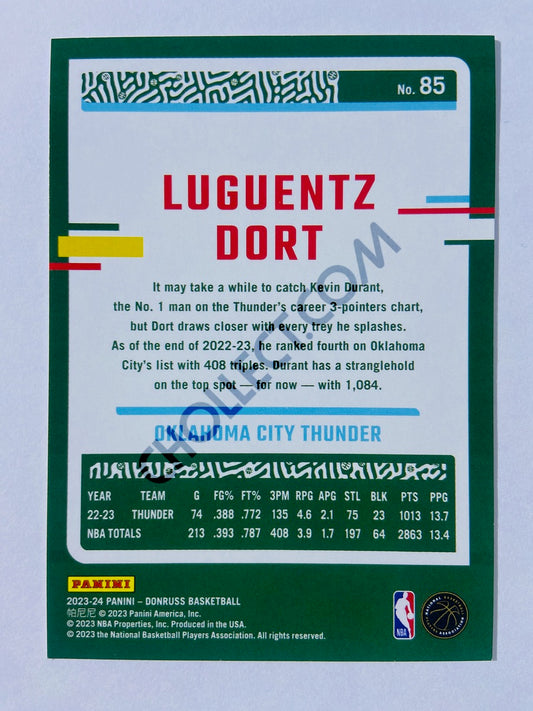 No. 85
LUGUENTZ
DORT
It may take a while to catch Kevin Durant,
the No. 1 man on the Thunder's career 3-pointers chart,
but Dort draws closer with every trey he splashes.
As of the end of 2022-23, he ranked fourth on Oklahoma
City's list with 408 triples. Durant has a stranglehold
on the top spot — for now — with 1,084.
CHOLLECT.COM
OKLAHOMA CITY THUNDER
YEAR TEAM G FG% FT% 3PM RPG APG STL BLK PTS PPG
22-23 THUNDER 74 .388 .772 135 4.6 2.1 75 23 1013 13.7
NBA TOTALS 213 .393 .787 408 3.9 1.7 197 64 2863 13.4
PANINI
2023-24 PANINI – DONRUSS BASKETBALL
帕尼尼 © 2023 Panini America, Inc.
© 2023 NBA Properties, Inc. Produced in the USA.
© 2023 the National Basketball Players Association. All rights reserved.
NBA
NATIONAL BASKETBALL PLAYERS ASSOCIATION